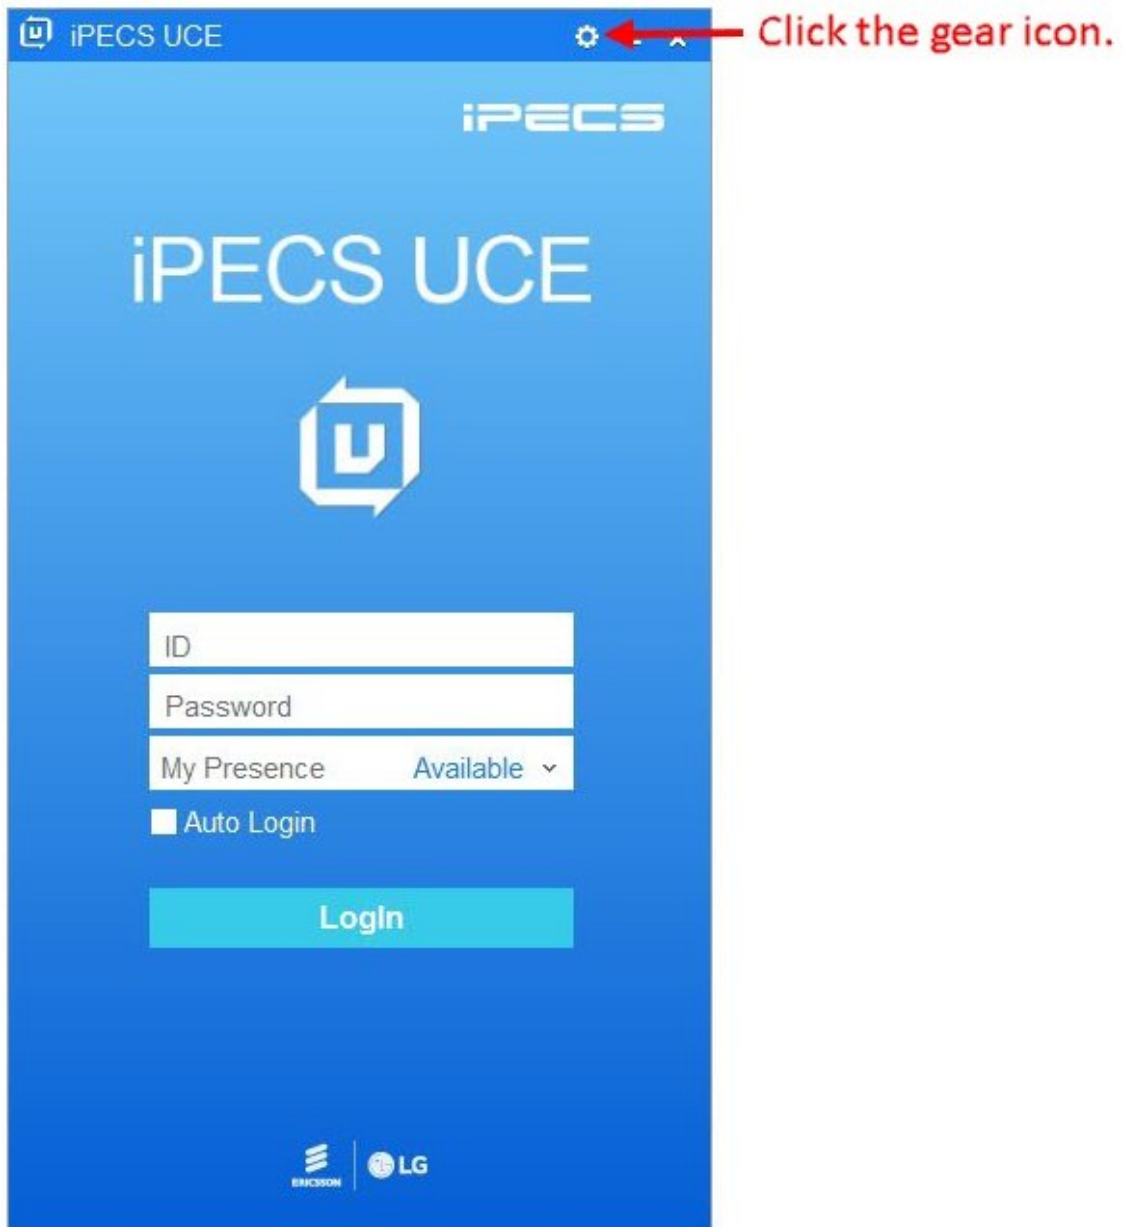 iPECS UCE
Click the gear icon.
iPECS
iPECS UCE
U
ID
Password
My Presence Available
Auto Login
LogIn
ERICSSON LG